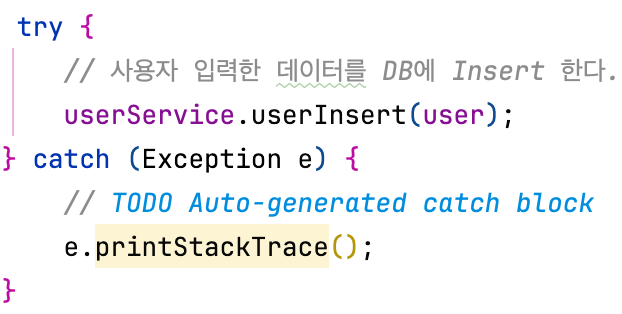 try {
// 사용자 입력한 데이터를 DB에 Insert 한다.
userService.userInsert(user);
} catch (Exception e) {
// TODO Auto-generated catch block
e.printStackTrace();
}